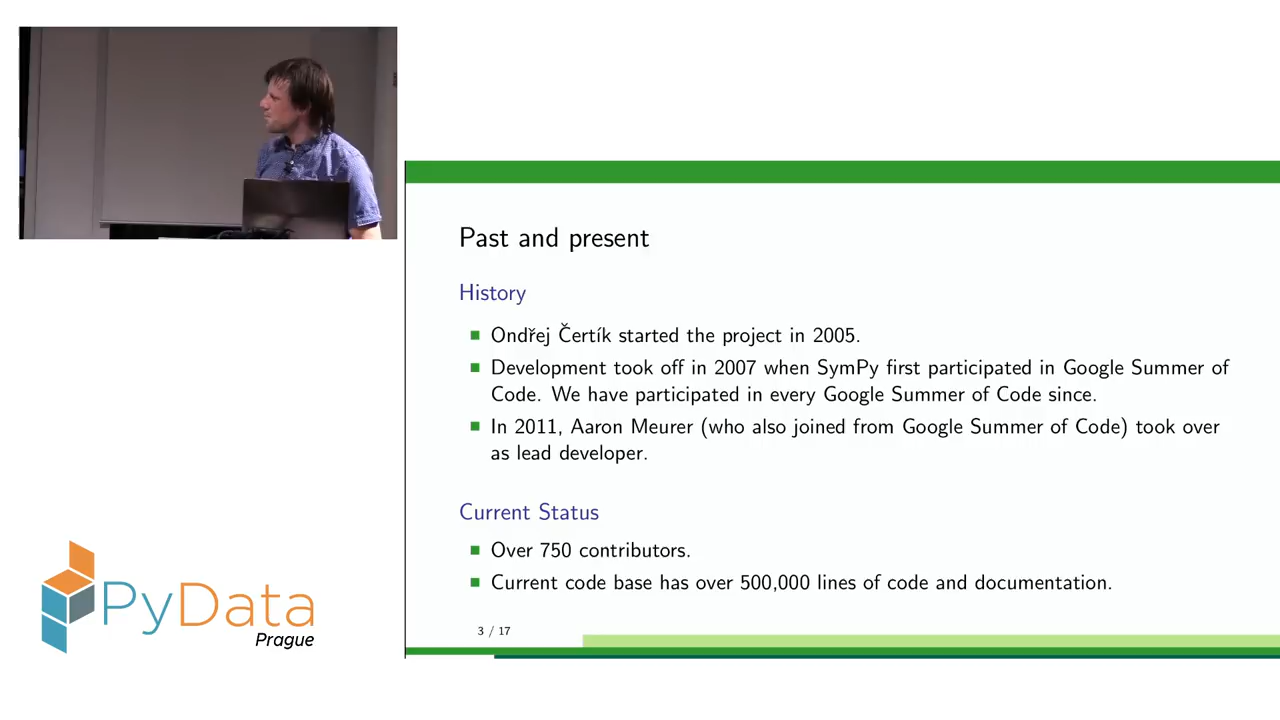 Past and present
History
Ondřej Čertík started the project in 2005.
Development took off in 2007 when SymPy first participated in Google Summer of
Code. We have participated in every Google Summer of Code since.
In 2011, Aaron Meurer (who also joined from Google Summer of Code) took over
as lead developer.
Current Status
Over 750 contributors.
Current code base has over 500,000 lines of code and documentation.
3 / 17
PyData
Prague